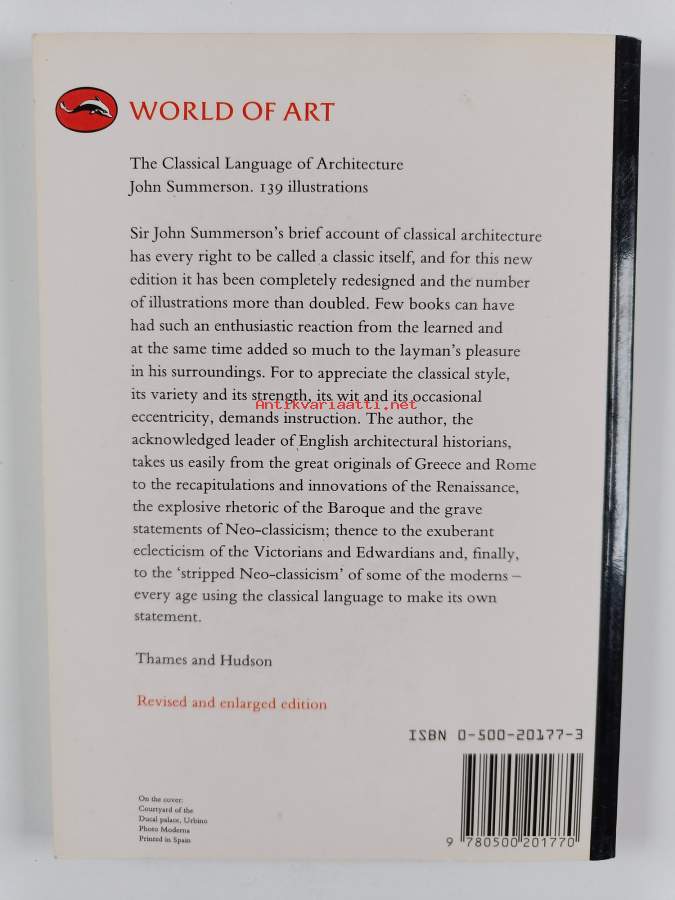 WORLD OF ART
The Classical Language of Architecture
John Summerson. 139 illustrations
Sir John Summerson's brief account of classical architecture
has every right to be called a classic itself, and for this new
edition it has been completely redesigned and the number
of illustrations more than doubled. Few books can have
had such an enthusiastic reaction from the learned and
at the same time added so much to the layman's pleasure
in his surroundings. For to appreciate the classical style,
its variety and its strength, its wit and its occasional
Antikvariaatti.net
eccentricity, demands instruction. The author, the
acknowledged leader of English architectural historians,
takes us easily from the great originals of Greece and Rome
to the recapitulations and innovations of the Renaissance,
the explosive rhetoric of the Baroque and the grave
statements of Neo-classicism; thence to the exuberant
eclecticism of the Victorians and Edwardians and, finally,
to the 'stripped Neo-classicism' of some of the moderns –
every age using the classical language to make its own
statement.
Thames and Hudson
Revised and enlarged edition
ISBN 0-500-20177-3
9 780500 201770
On the cover:
Courtyard of the
Ducal palace, Urbino
Photo Moderna
Printed in Spain